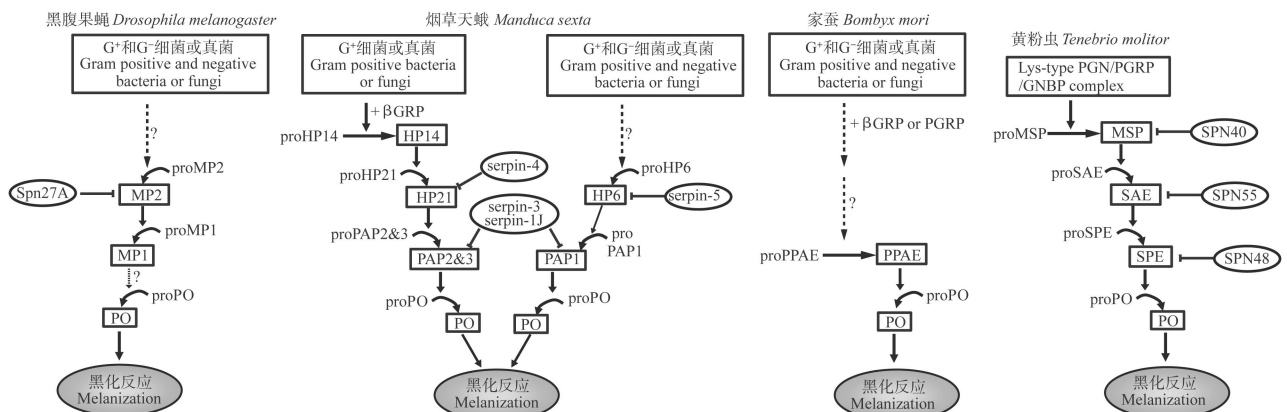 黑腹果蝇 Drosophila melanogaster
G⁺和G⁻细菌或真菌
Gram positive and negative
bacteria or fungi
?
proMP2
Spn27A
MP2
proMP1
MP1
?
proPO
PO
黑化反应
Melanization
烟草天蛾 Manduca sexta
G⁺细菌或真菌
Gram positive bacteria
or fungi
+ βGRP
proHP14
HP14
proHP21
serpin-4
HP21
serpin-3
serpin-1J
proPAP2&3
PAP2&3
proPO
PO
G⁺和G⁻细菌或真菌
Gram positive and negative
bacteria or fungi
?
proHP6
HP6
serpin-5
pro
PAP1
PAP1
proPO
PO
黑化反应
Melanization
家蚕 Bombyx mori
G⁺和G⁻细菌或真菌
Gram positive and negative
bacteria or fungi
+ βGRP or PGRP
?
proPPAE
PPAE
proPO
PO
黑化反应
Melanization
黄粉虫 Tenebrio molitor
Lys-type PGN/PGRP
/GNBP complex
proMSP
MSP
SPN40
proSAE
SAE
SPN55
proSPE
SPE
SPN48
proPO
PO
黑化反应
Melanization